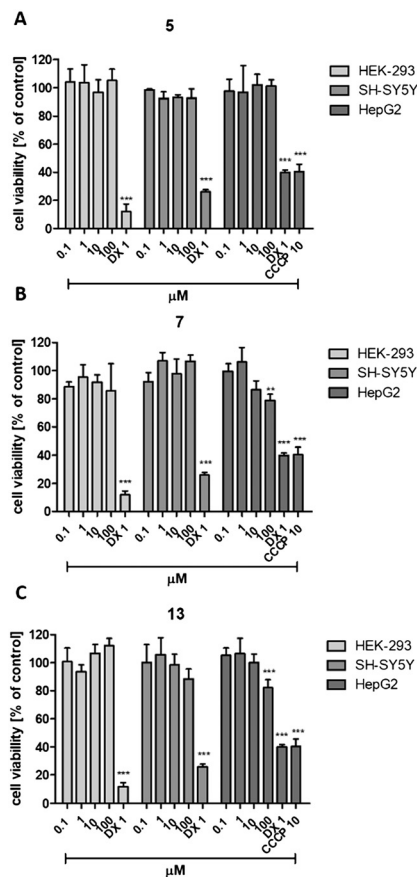 A
5
cell viability [% of control]
120
100
80
60
40
20
0
***
***
*** ***
0.1 1 10 100 DX 1 0.1 1 10 100 DX 1 0.1 1 10 100 DX 1 CCCP 10
µM
HEK-293
SH-SY5Y
HepG2
B
7
cell viability [% of control]
120
100
80
60
40
20
0
***
***
** *** ***
0.1 1 10 100 DX 1 0.1 1 10 100 DX 1 0.1 1 10 100 DX 1 CCCP 10
µM
HEK-293
SH-SY5Y
HepG2
C
13
cell viability [% of control]
120
100
80
60
40
20
0
***
***
*** *** ***
0.1 1 10 100 DX 1 0.1 1 10 100 DX 1 0.1 1 10 100 DX 1 CCCP 10
µM
HEK-293
SH-SY5Y
HepG2